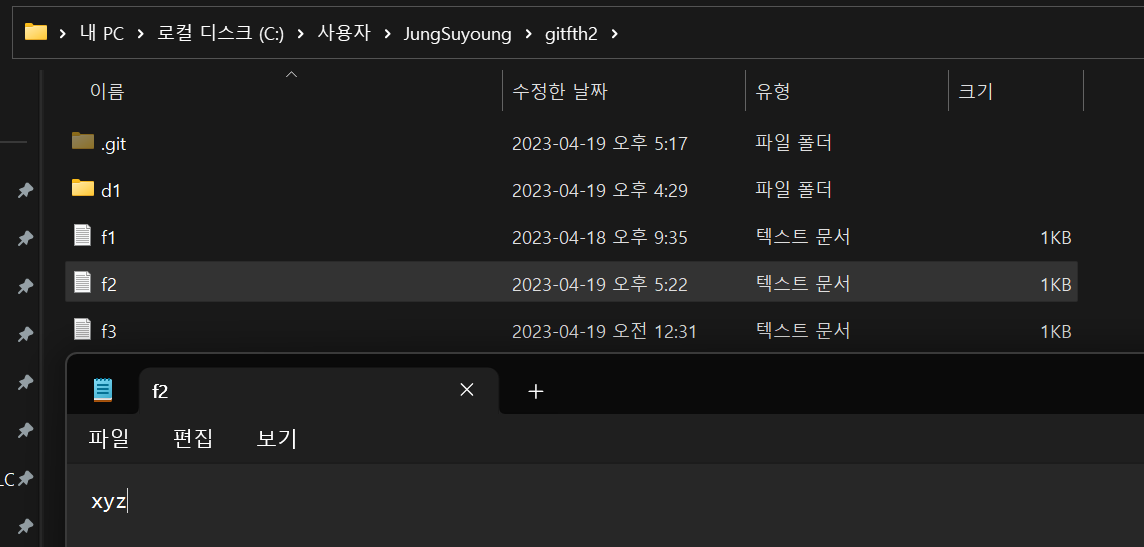 내 PC > 로컬 디스크 (C:) > 사용자 > JungSuyoung > gitfth2 >
이름 수정한 날짜 유형 크기
.git 2023-04-19 오후 5:17 파일 폴더
d1 2023-04-19 오후 4:29 파일 폴더
f1 2023-04-18 오후 9:35 텍스트 문서 1KB
f2 2023-04-19 오후 5:22 텍스트 문서 1KB
f3 2023-04-19 오전 12:31 텍스트 문서 1KB
f2
파일 편집 보기
LC
xyz